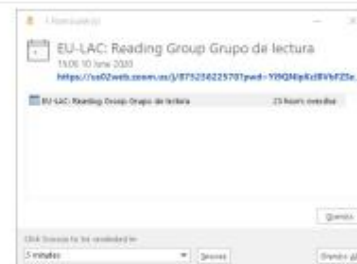 1 Reminder(s)
EU-LAC: Reading Group Grupo de lectura
15:00 10 June 2020
EU-LAC: Reading Group Grupo de lectura 23 hours overdue
Dismiss
Click Snooze to be reminded in
5 minutes Snooze